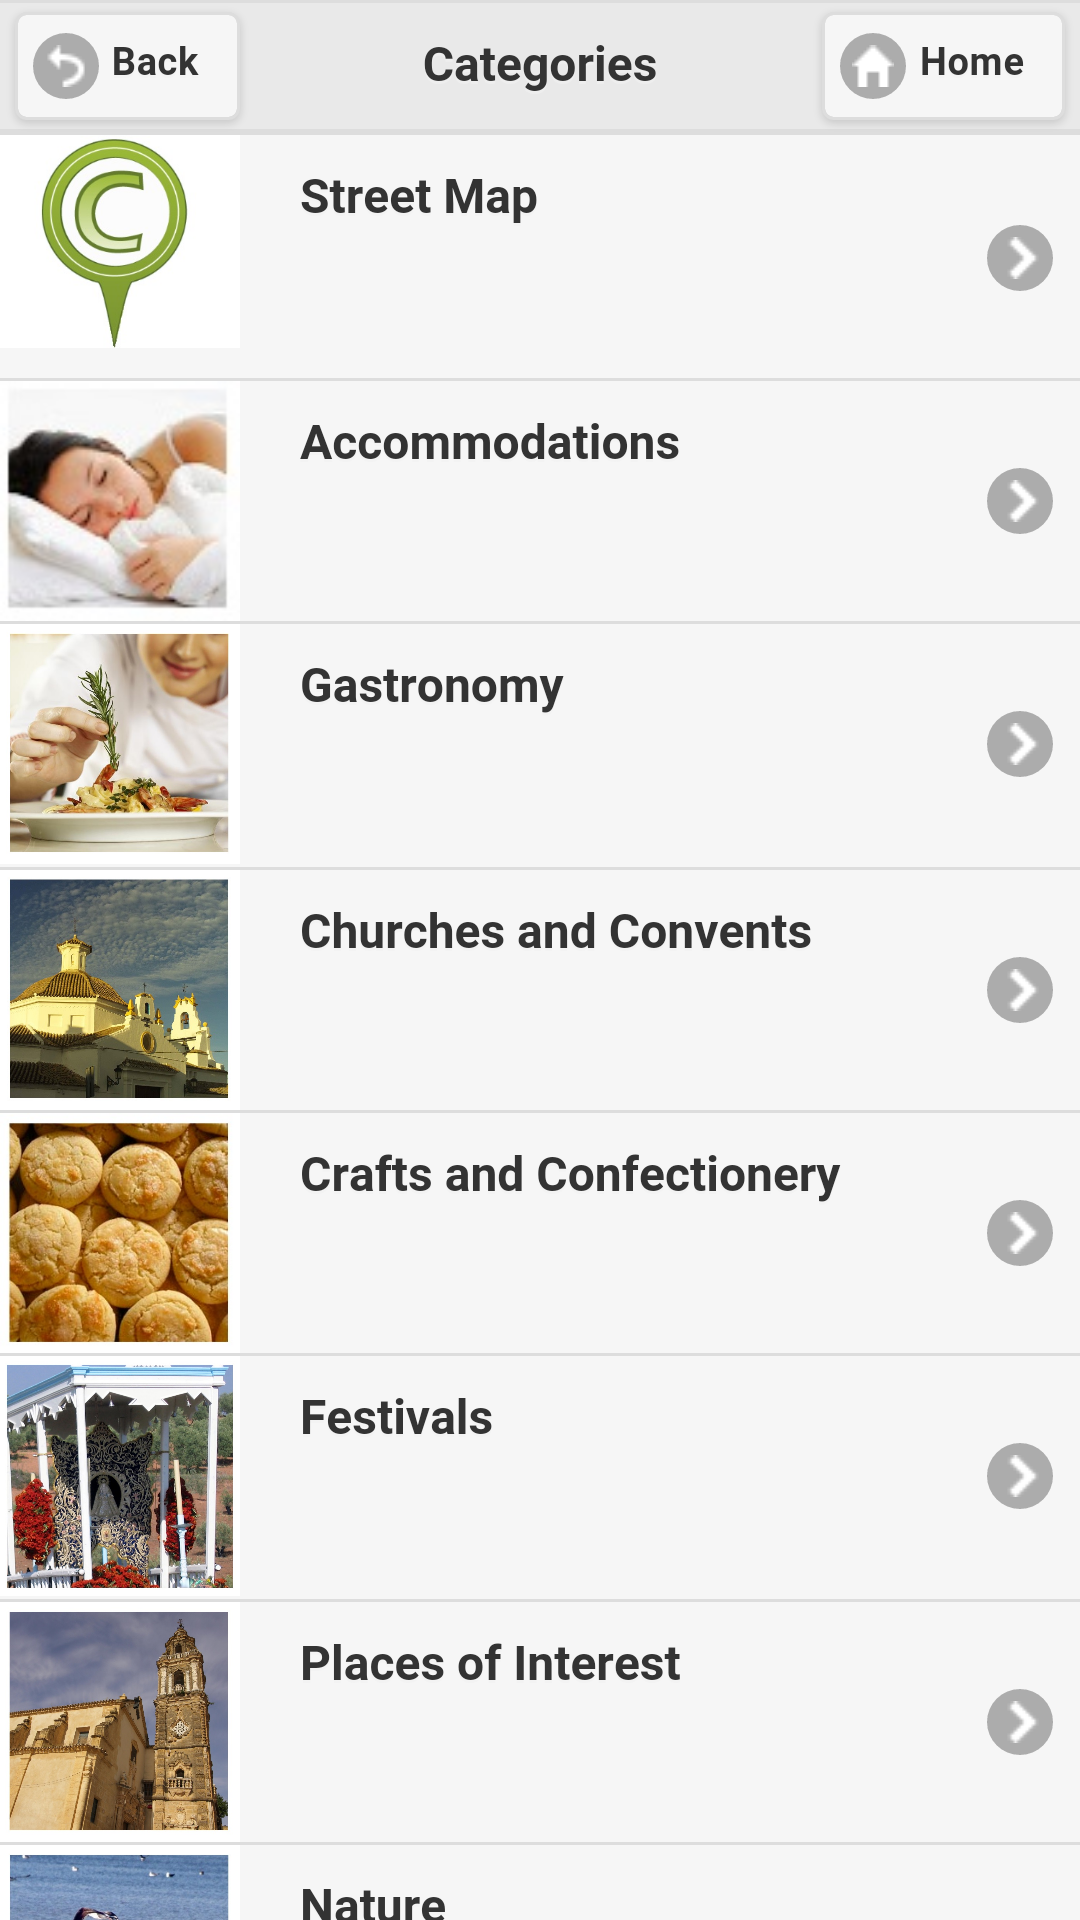 Back
Categories
Home
C
Street Map
Accommodations
Gastronomy
Churches and Convents
Crafts and Confectionery
Festivals
Places of Interest
Nature